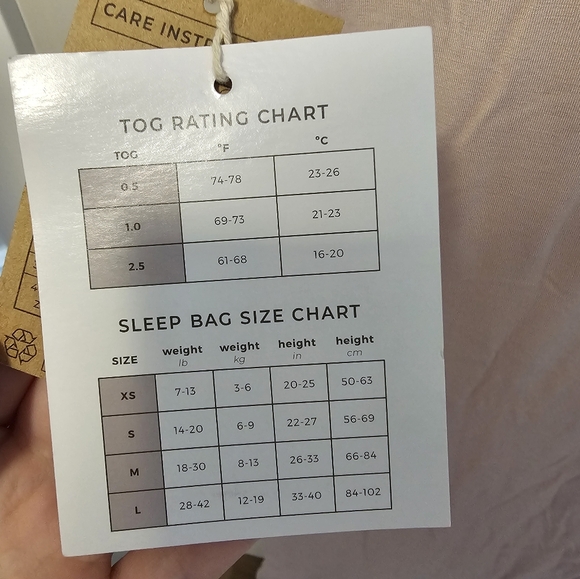 CARE INSTR
TOG RATING CHART
TOG °F °C
0.5 74-78 23-26
1.0 69-73 21-23
2.5 61-68 16-20
SLEEP BAG SIZE CHART
SIZE weight lb weight kg height in height cm
XS 7-13 3-6 20-25 50-63
S 14-20 6-9 22-27 56-69
M 18-30 8-13 26-33 66-84
L 28-42 12-19 33-40 84-102